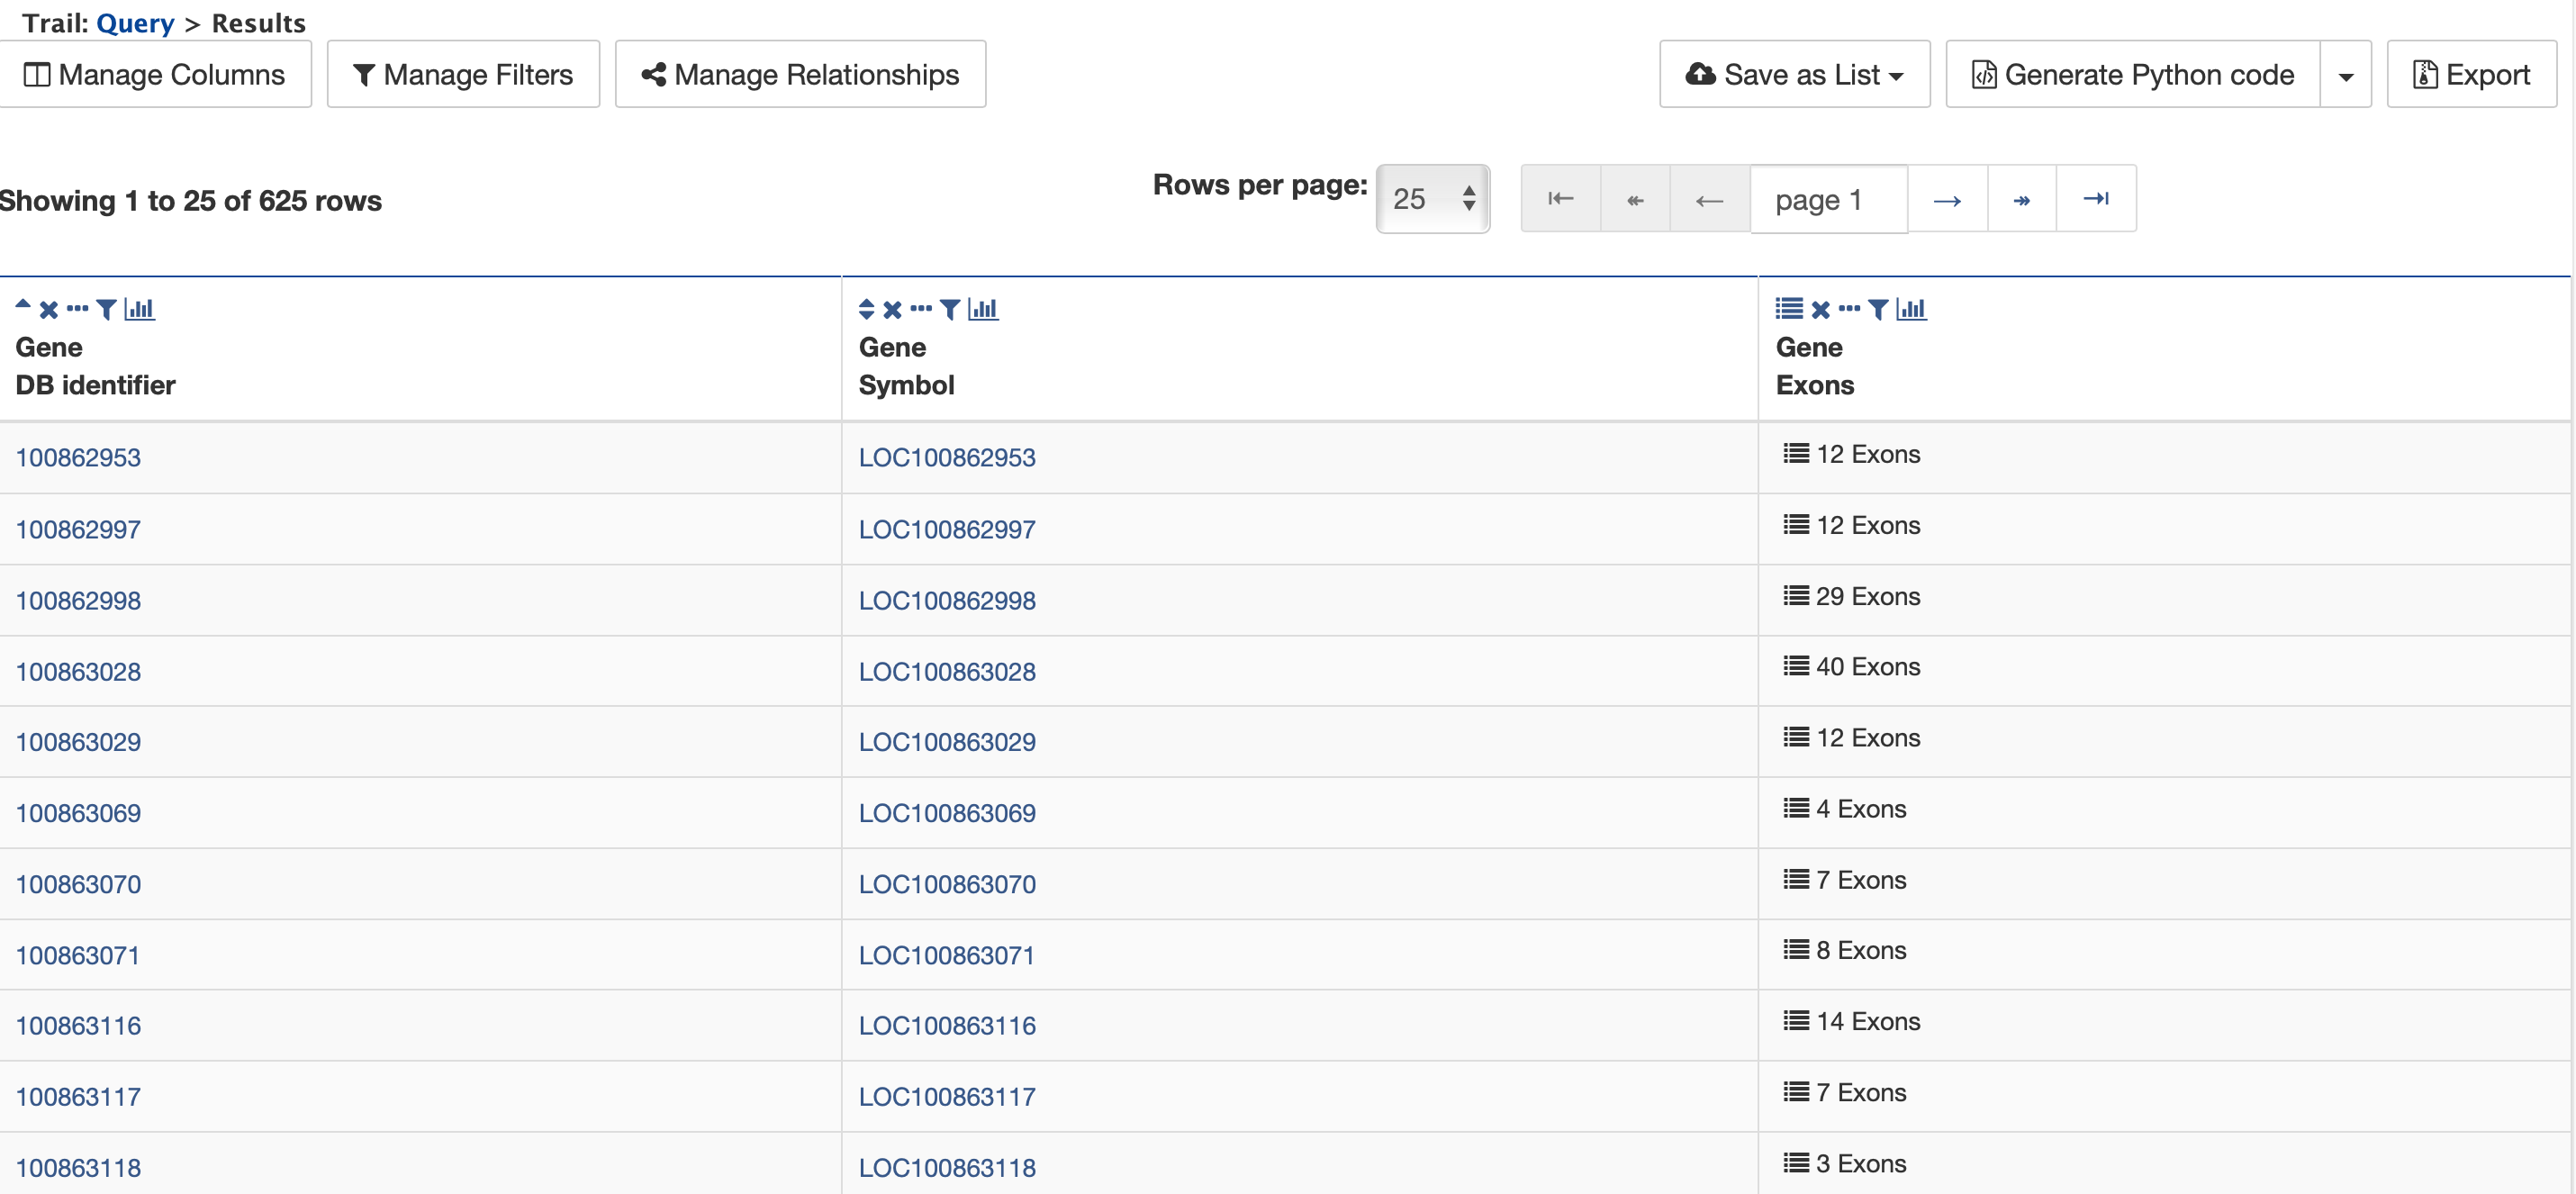 Trail: Query > Results
Manage Columns Manage Filters Manage Relationships Save as List Generate Python code Export
Showing 1 to 25 of 625 rows Rows per page: 25 page 1
Gene Gene Gene
DB identifier Symbol Exons
100862953 LOC100862953 12 Exons
100862997 LOC100862997 12 Exons
100862998 LOC100862998 29 Exons
100863028 LOC100863028 40 Exons
100863029 LOC100863029 12 Exons
100863069 LOC100863069 4 Exons
100863070 LOC100863070 7 Exons
100863071 LOC100863071 8 Exons
100863116 LOC100863116 14 Exons
100863117 LOC100863117 7 Exons
100863118 LOC100863118 3 Exons